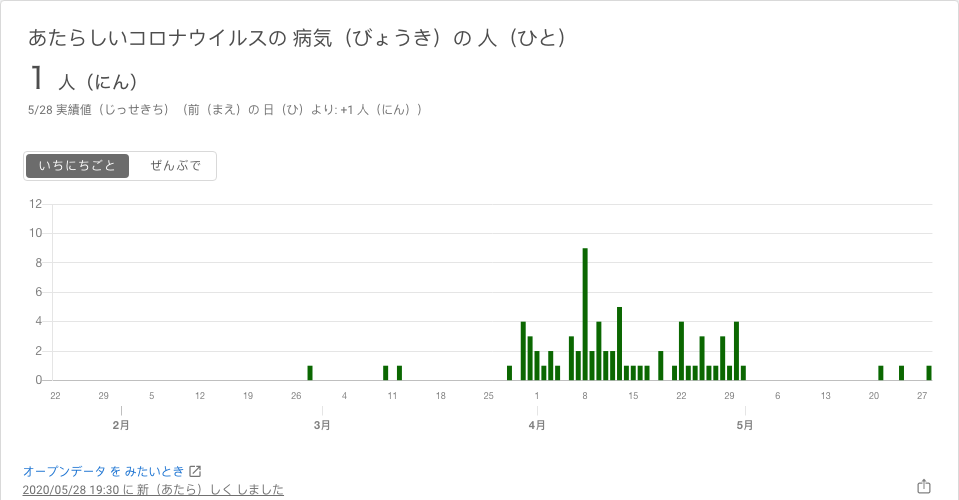 あたらしいコロナウイルスの 病気（びょうき）の 人（ひと）
1 人（にん）
5/28 実績値（じっせきち）（前（まえ）の 日（ひ）より: +1 人（にん））
いちにちごと ぜんぶで
12
10
8
6
4
2
0
22 29 5 12 19 26 4 11 18 25 1 8 15 22 29 6 13 20 27
2月 3月 4月 5月
オープンデータ を みたいとき
2020/05/28 19:30 に 新（あたら）しく しました